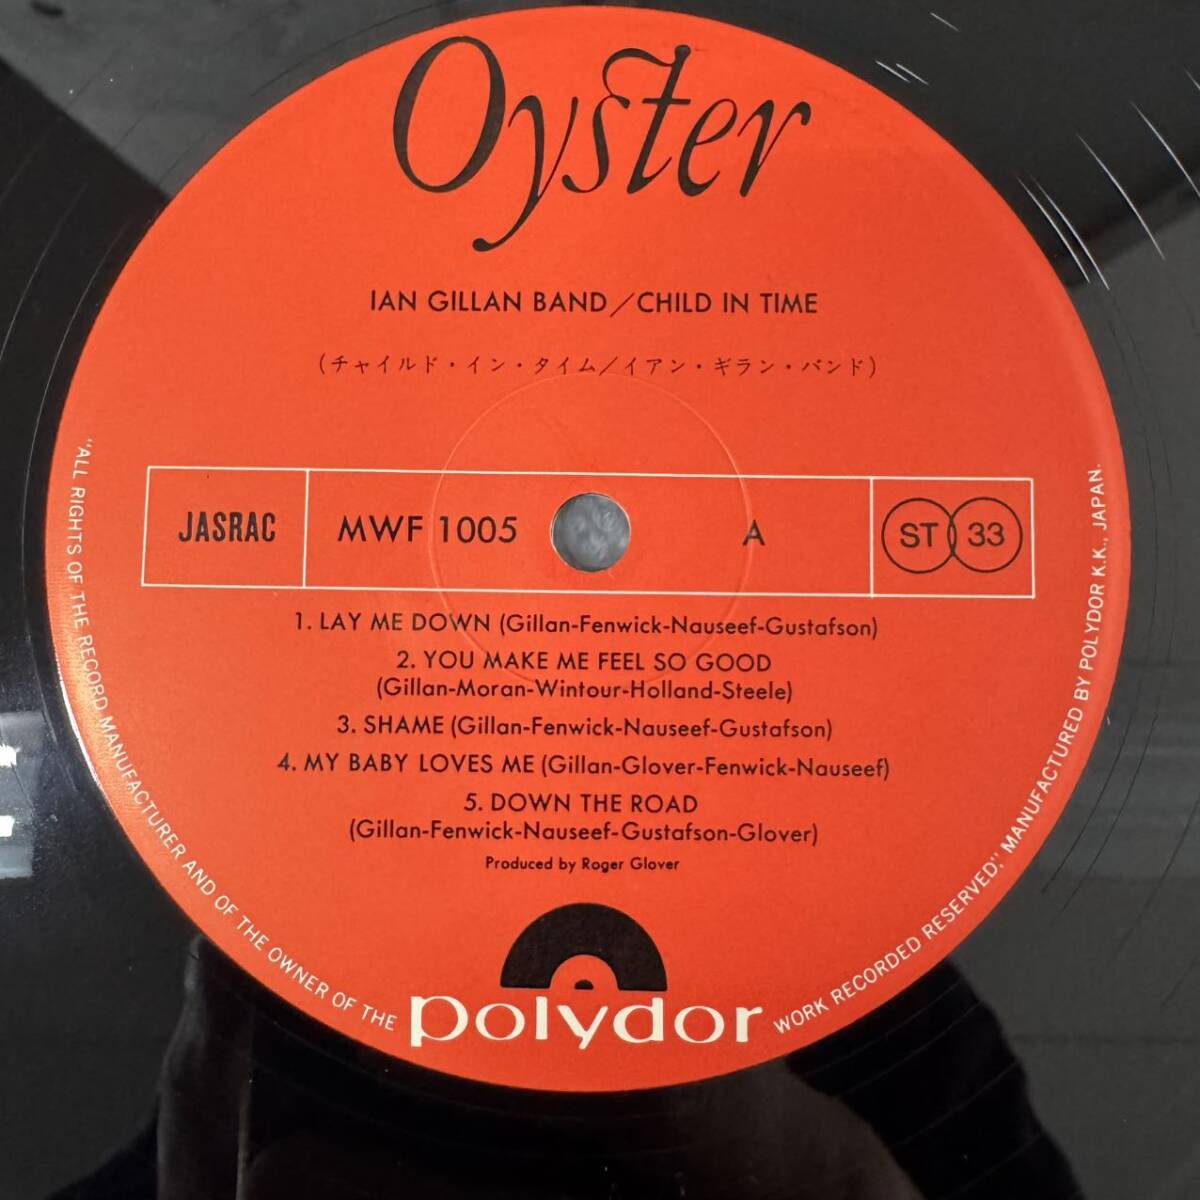 Oyster
IAN GILLAN BAND/CHILD IN TIME
(チャイルド・イン・タイム/イアン・ギラン・バンド)
JASRAC MWF 1005 A ST 33
1. LAY ME DOWN (Gillan-Fenwick-Nauseef-Gustafson)
2. YOU MAKE ME FEEL SO GOOD
(Gillan-Moran-Wintour-Holland-Steele)
3. SHAME (Gillan-Fenwick-Nauseef-Gustafson)
4. MY BABY LOVES ME (Gillan-Glover-Fenwick-Nauseef)
5. DOWN THE ROAD
(Gillan-Fenwick-Nauseef-Gustafson-Glover)
Produced by Roger Glover
polydor
"ALL RIGHTS OF THE RECORD MANUFACTURER AND OF THE OWNER OF THE WORK RECORDED RESERVED," MANUFACTURED BY POLYDOR K.K., JAPAN.